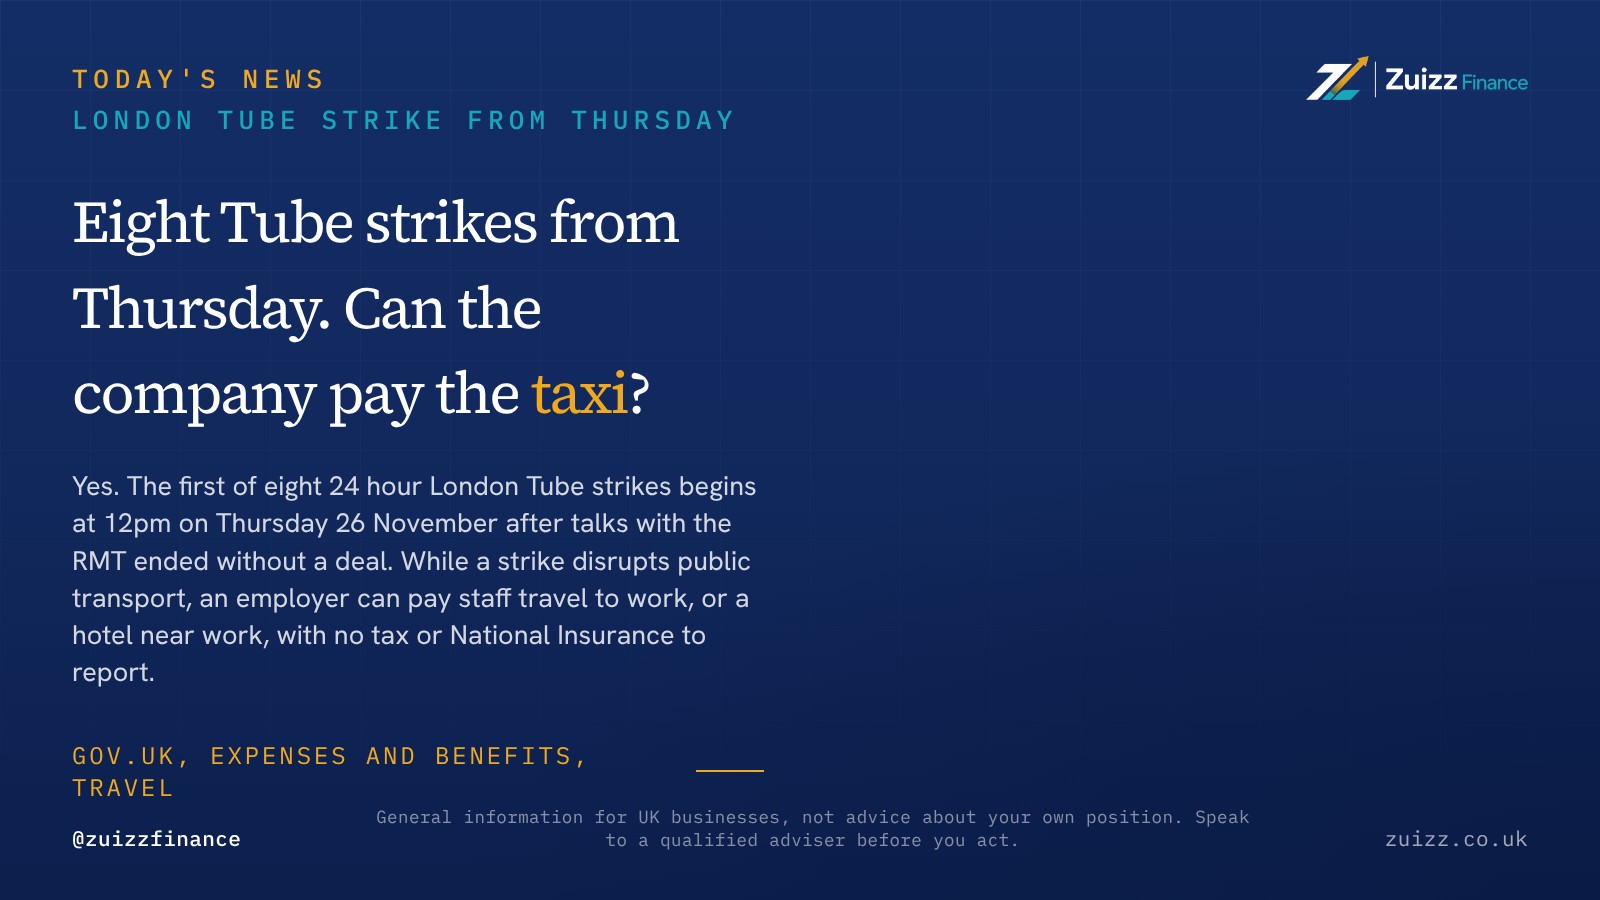 TODAY'S NEWS
LONDON TUBE STRIKE FROM THURSDAY
Zuizz Finance
Eight Tube strikes from
Thursday. Can the
company pay the taxi?
Yes. The first of eight 24 hour London Tube strikes begins
at 12pm on Thursday 26 November after talks with the
RMT ended without a deal. While a strike disrupts public
transport, an employer can pay staff travel to work, or a
hotel near work, with no tax or National Insurance to
report.
GOV.UK, EXPENSES AND BENEFITS,
TRAVEL
General information for UK businesses, not advice about your own position. Speak
to a qualified adviser before you act.
@zuizzfinance
zuizz.co.uk